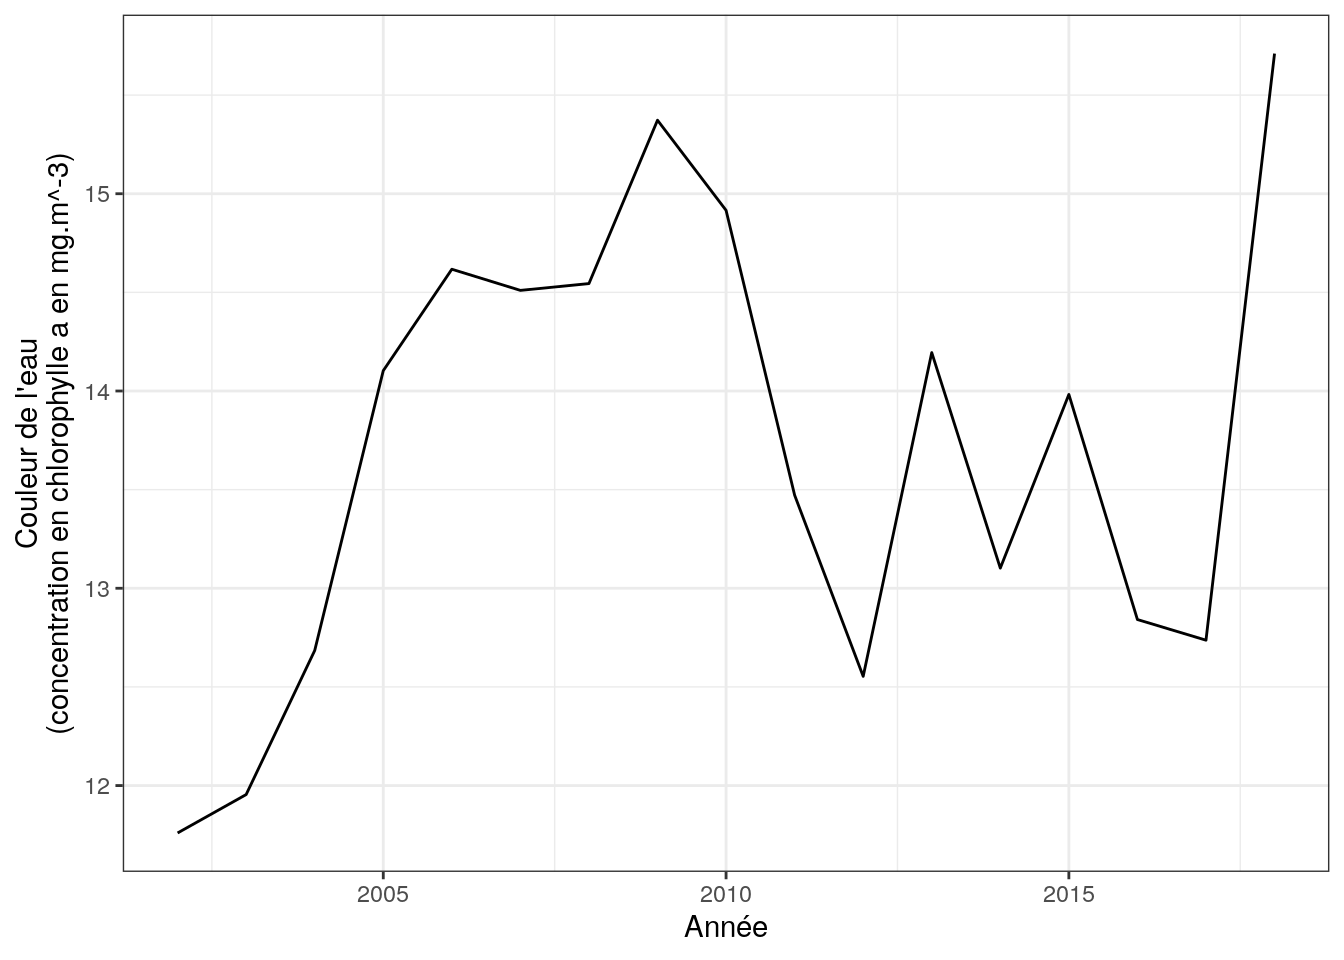 Couleur de l'eau
(concentration en chlorophylle a en mg.m^-3)
15
14
13
12
2005
2010
2015
Année